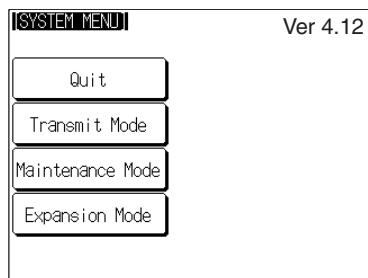 [SYSTEM MENU]
Ver 4.12
Quit
Transmit Mode
Maintenance Mode
Expansion Mode